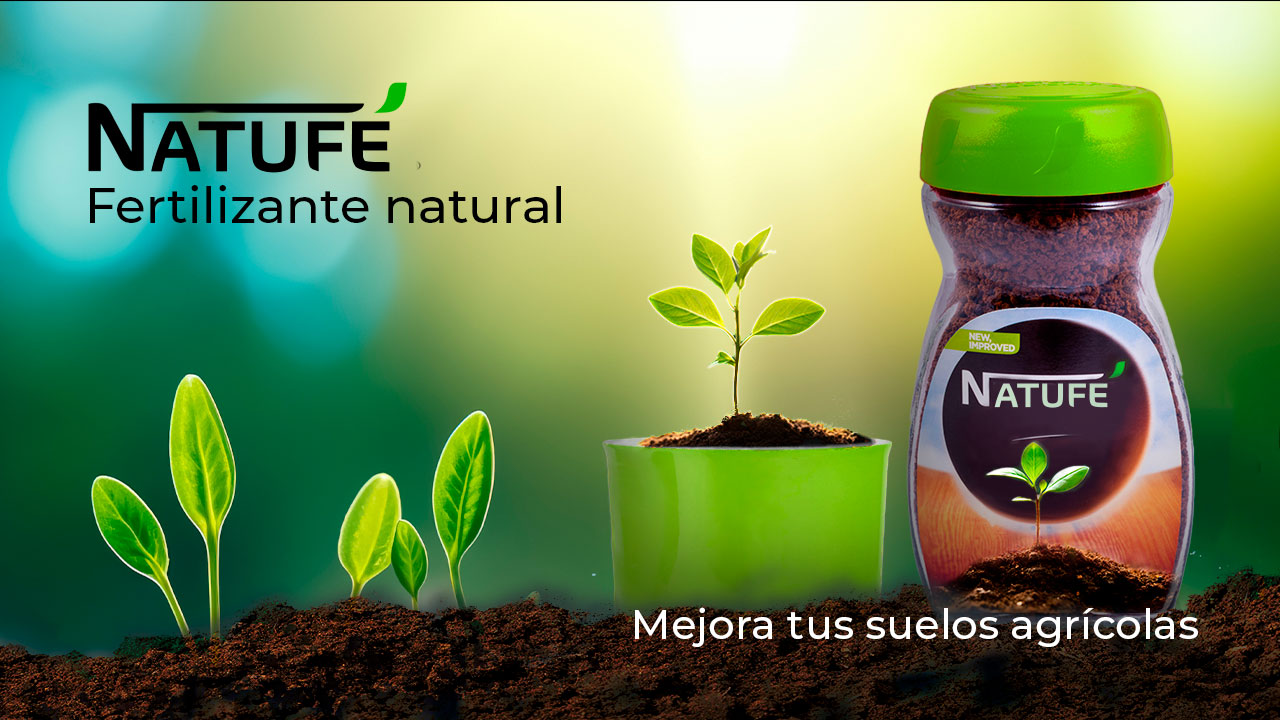 NATUFÉ
Fertilizante natural
NEW,
IMPROVED
NATUFÉ
Mejora tus suelos agrícolas